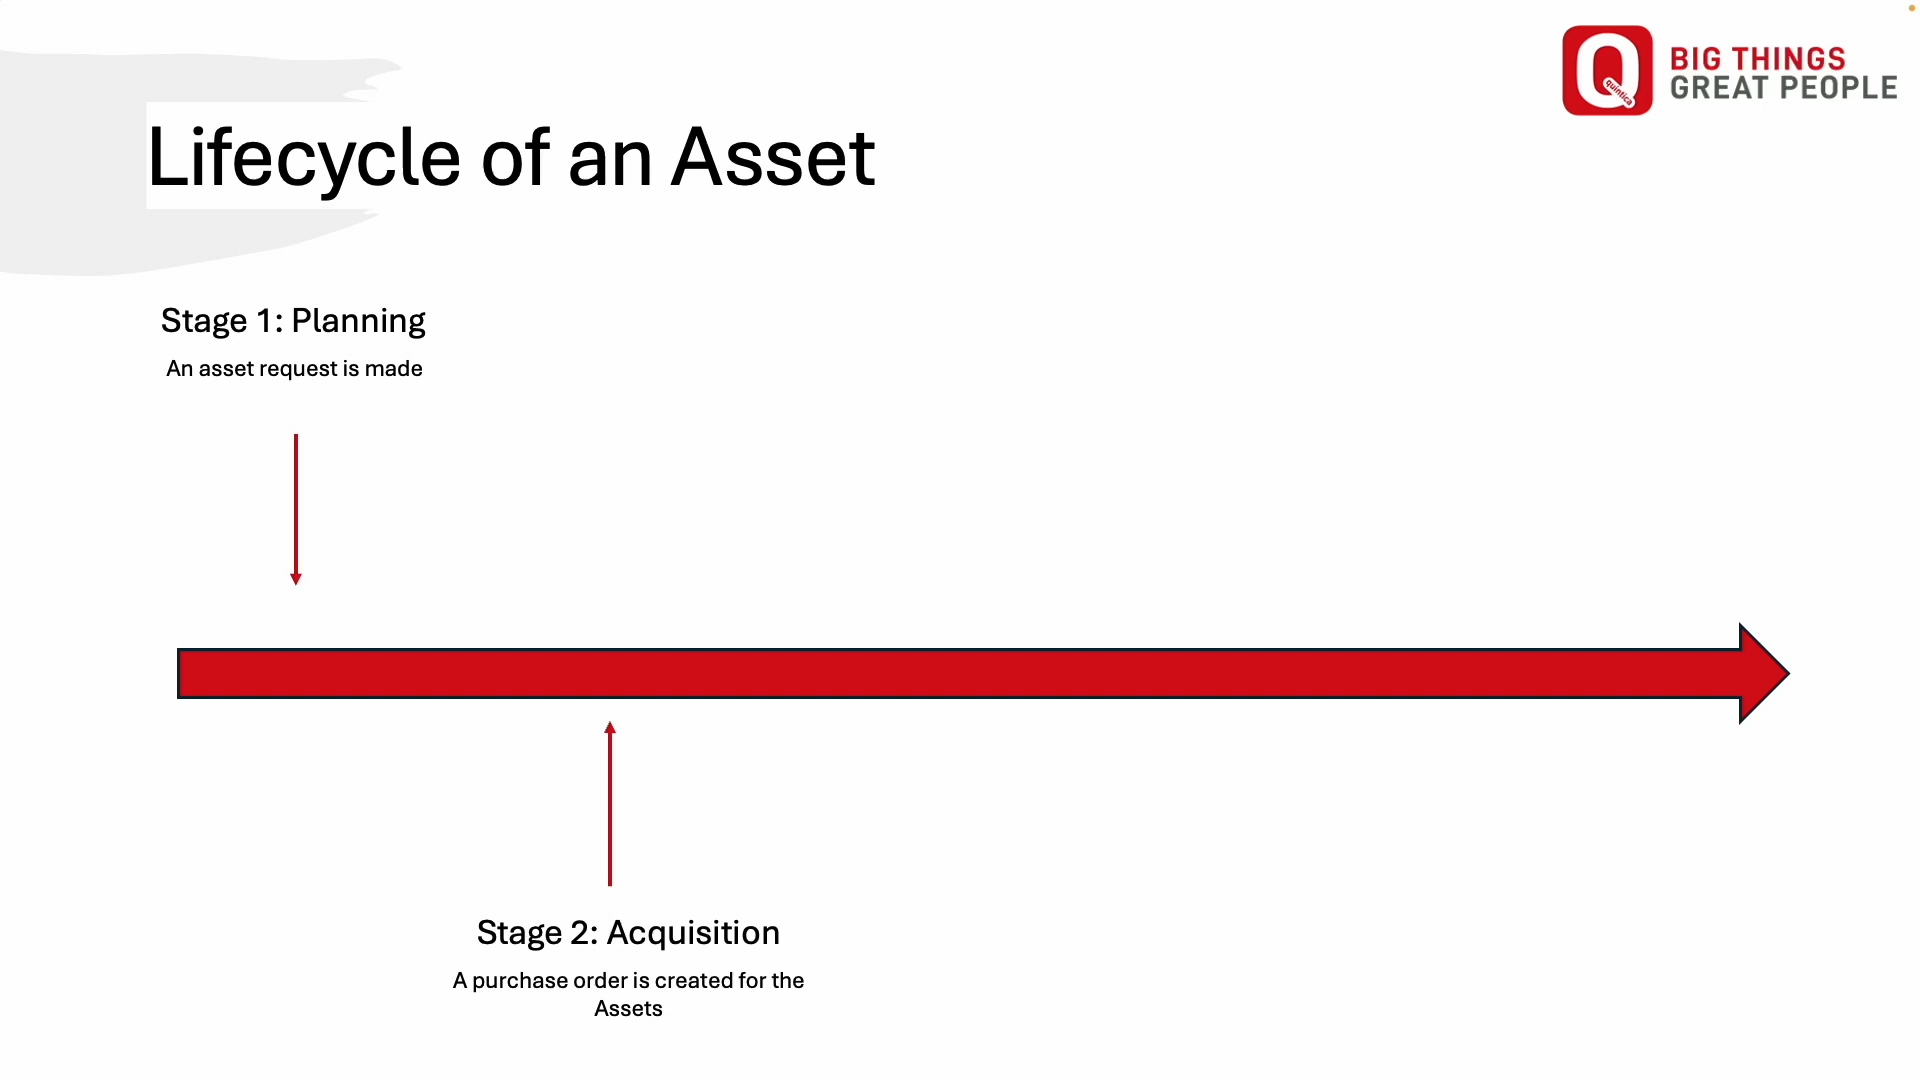 BIG THINGS
GREAT PEOPLE
Quintica
Lifecycle of an Asset
Stage 1: Planning
An asset request is made
Stage 2: Acquisition
A purchase order is created for the
Assets